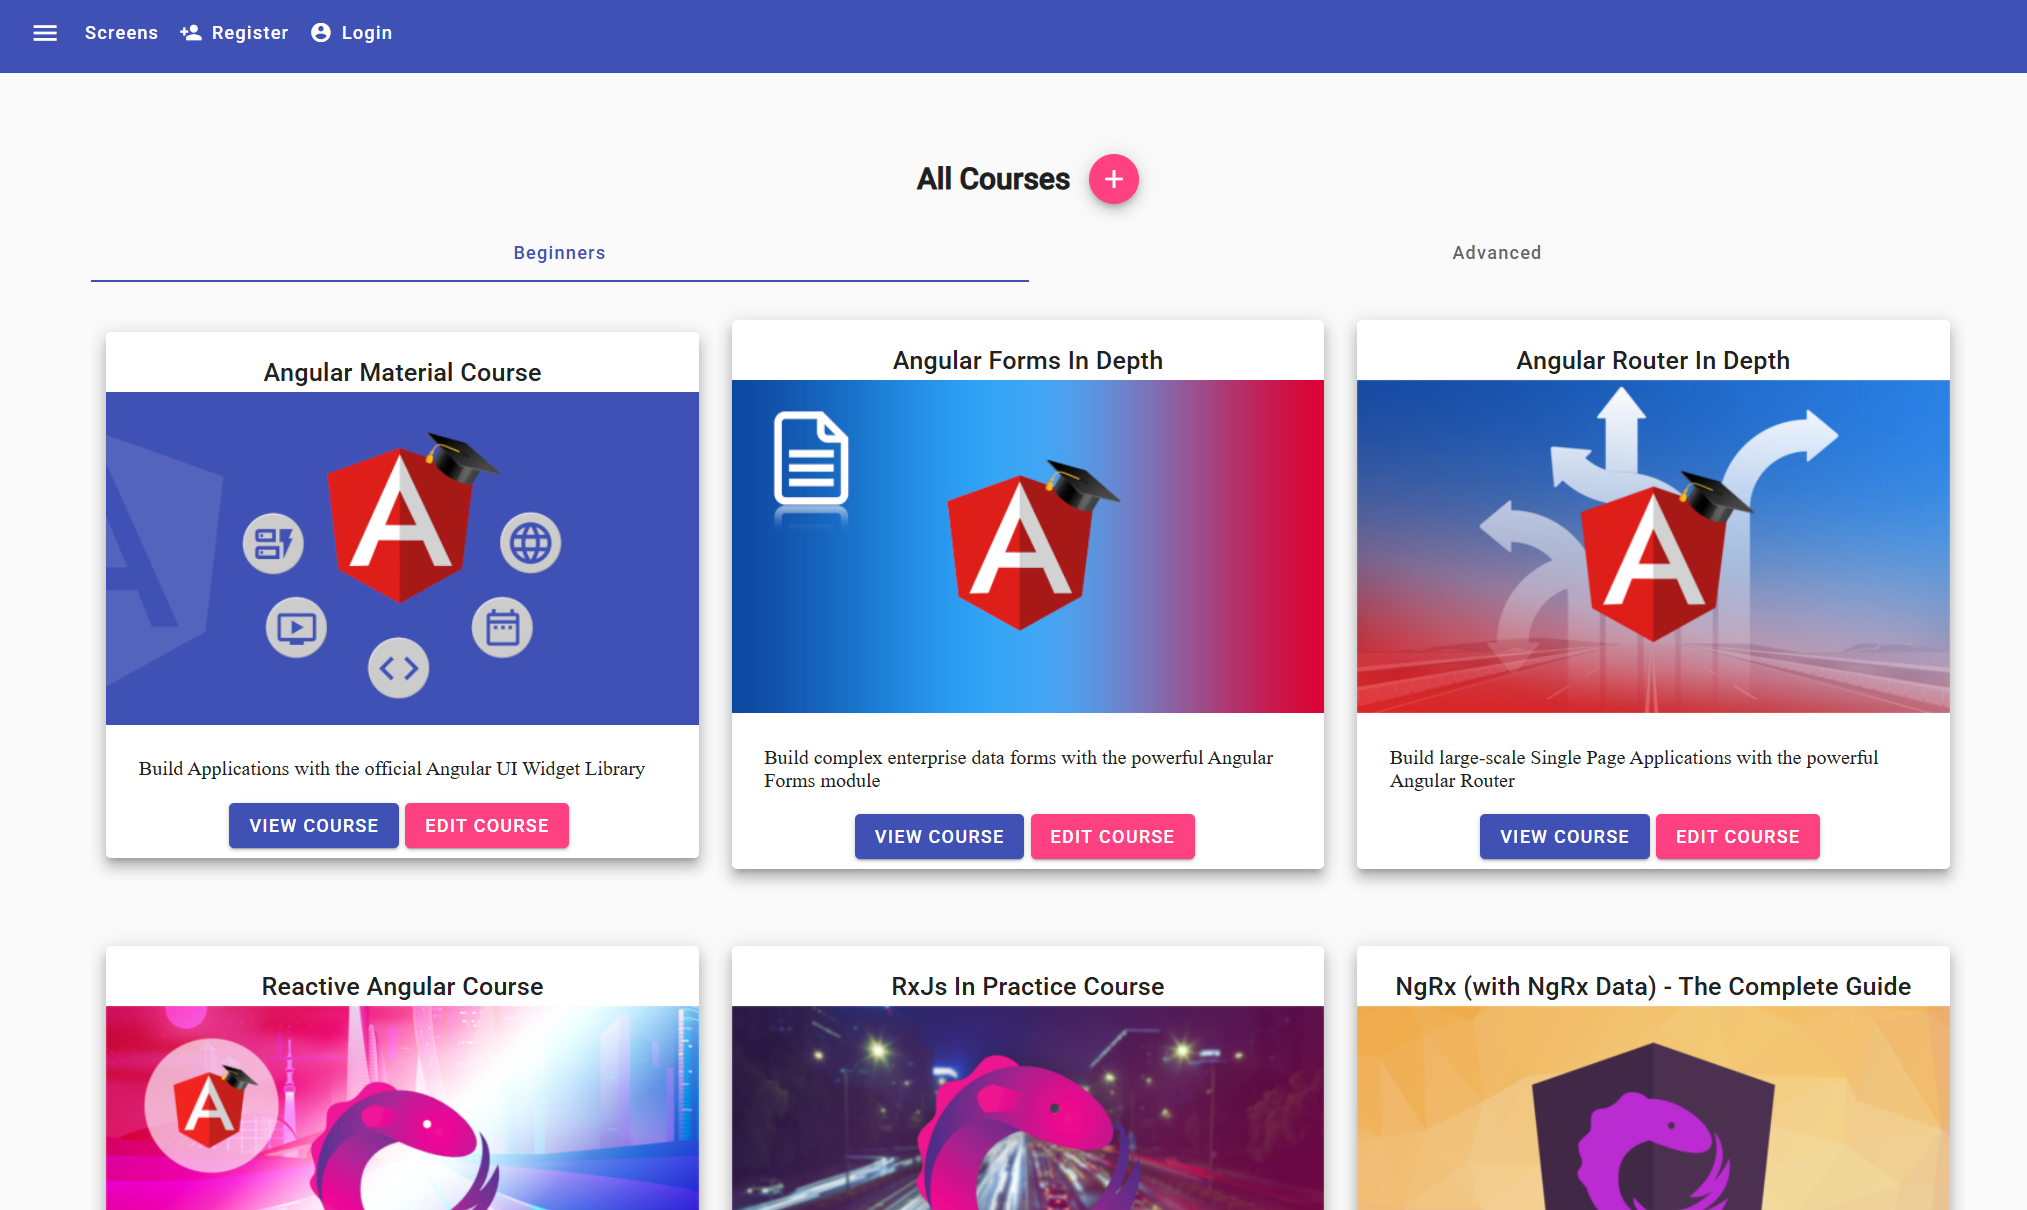 Screens Register Login
All Courses +
Beginners Advanced
Angular Material Course
Build Applications with the official Angular UI Widget Library
VIEW COURSE EDIT COURSE
Angular Forms In Depth
Build complex enterprise data forms with the powerful Angular
Forms module
VIEW COURSE EDIT COURSE
Angular Router In Depth
Build large-scale Single Page Applications with the powerful
Angular Router
VIEW COURSE EDIT COURSE
Reactive Angular Course
RxJs In Practice Course
NgRx (with NgRx Data) - The Complete Guide